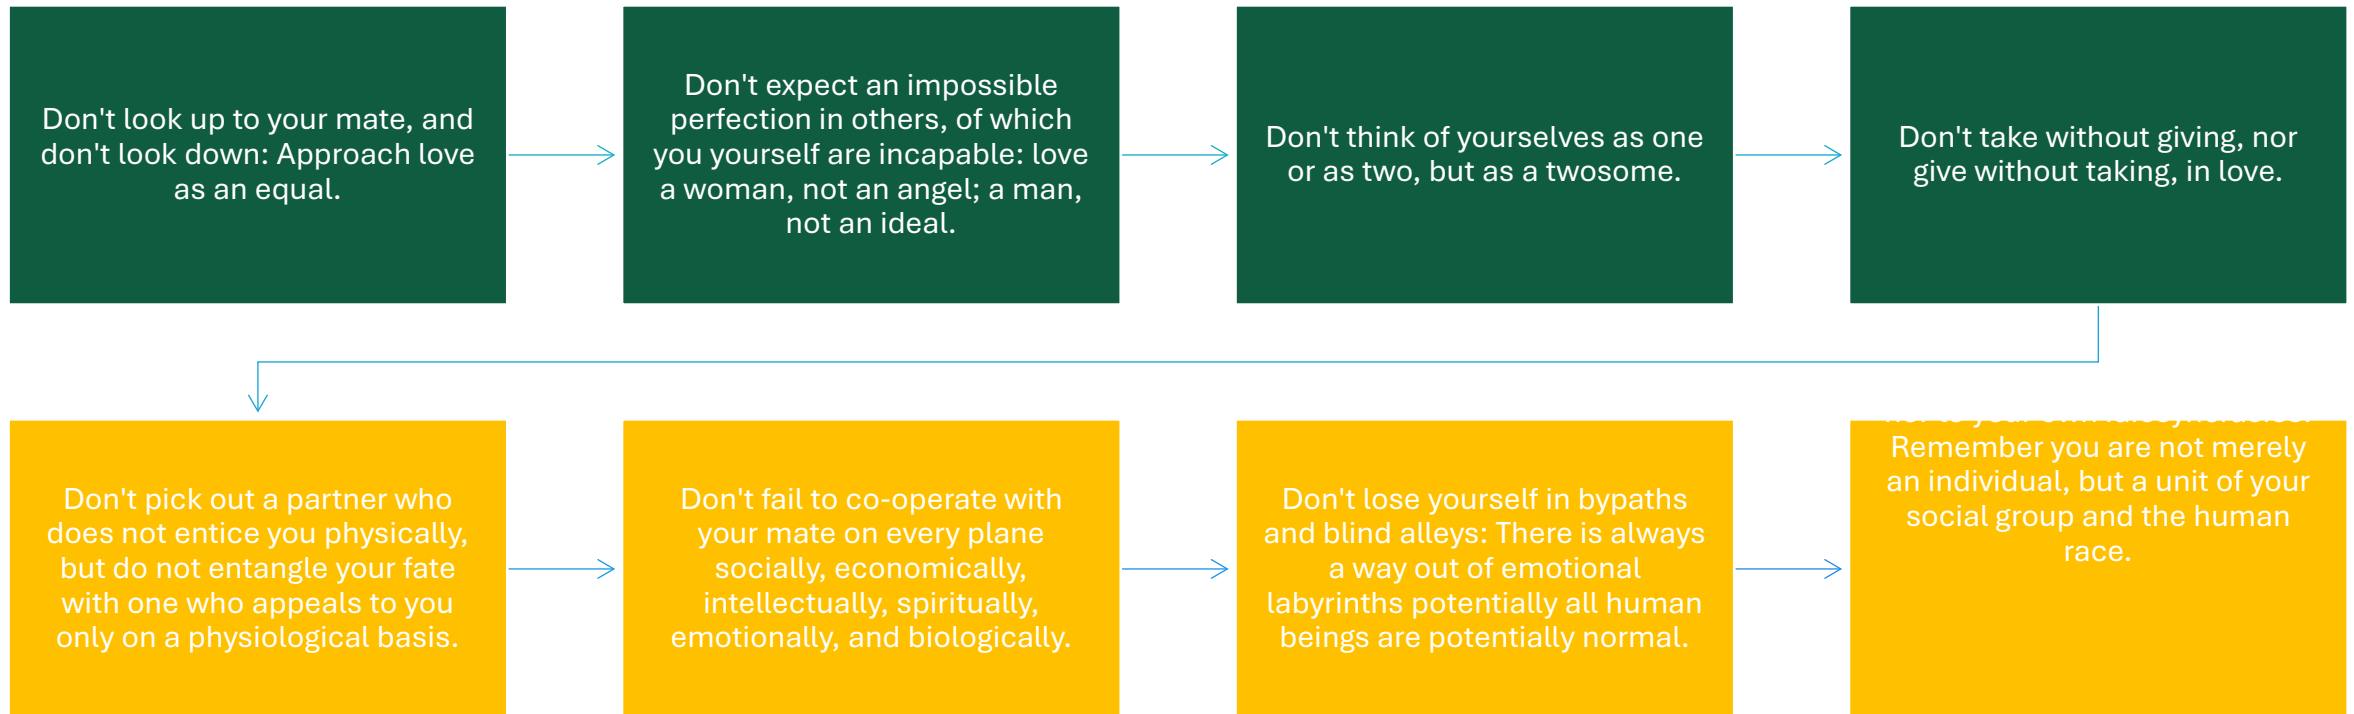 Don't look up to your mate, and
don't look down: Approach love
as an equal.
Don't expect an impossible
perfection in others, of which
you yourself are incapable: love
a woman, not an angel; a man,
not an ideal.
Don't think of yourselves as one
or as two, but as a twosome.
Don't take without giving, nor
give without taking, in love.
Don't pick out a partner who
does not entice you physically,
but do not entangle your fate
with one who appeals to you
only on a physiological basis.
Don't fail to co-operate with
your mate on every plane
socially, economically,
intellectually, spiritually,
emotionally, and biologically.
Don't lose yourself in bypaths
and blind alleys: There is always
a way out of emotional
labyrinths potentially all human
beings are potentially normal.
to your own
Remember you are not merely
an individual, but a unit of your
social group and the human
race.